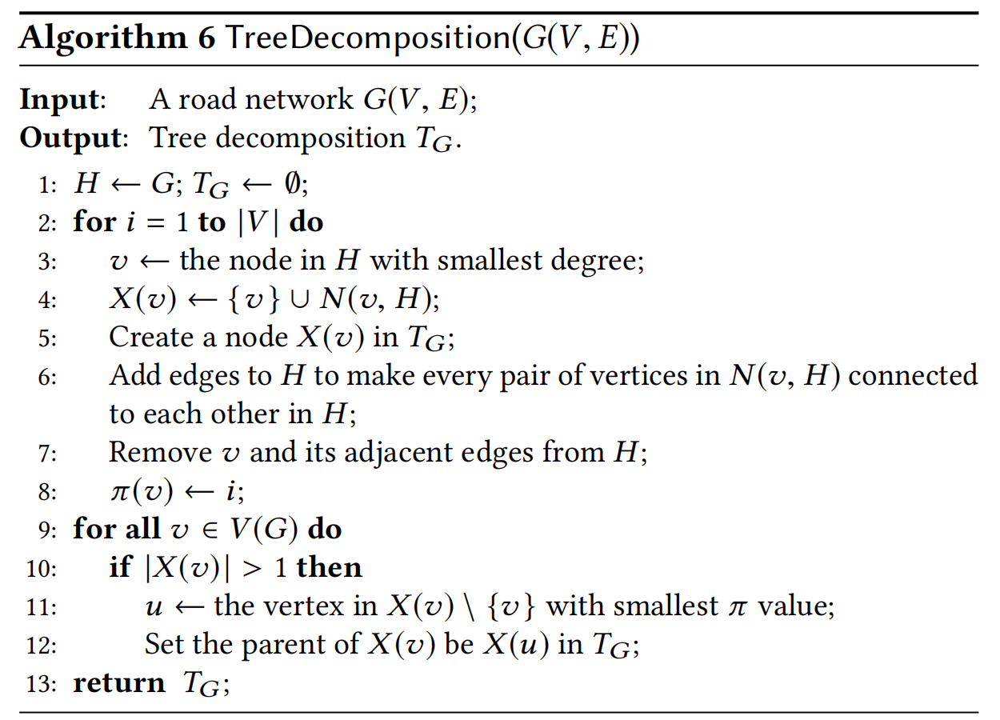 Algorithm 6 TreeDecomposition(G(V, E))
Input: A road network G(V, E);
Output: Tree decomposition T_G.
1: H ← G; T_G ← ∅;
2: for i = 1 to |V| do
3: v ← the node in H with smallest degree;
4: X(v) ← {v} ∪ N(v, H);
5: Create a node X(v) in T_G;
6: Add edges to H to make every pair of vertices in N(v, H) connected
to each other in H;
7: Remove v and its adjacent edges from H;
8: π(v) ← i;
9: for all v ∈ V(G) do
10: if |X(v)| > 1 then
11: u ← the vertex in X(v) \ {v} with smallest π value;
12: Set the parent of X(v) be X(u) in T_G;
13: return T_G;